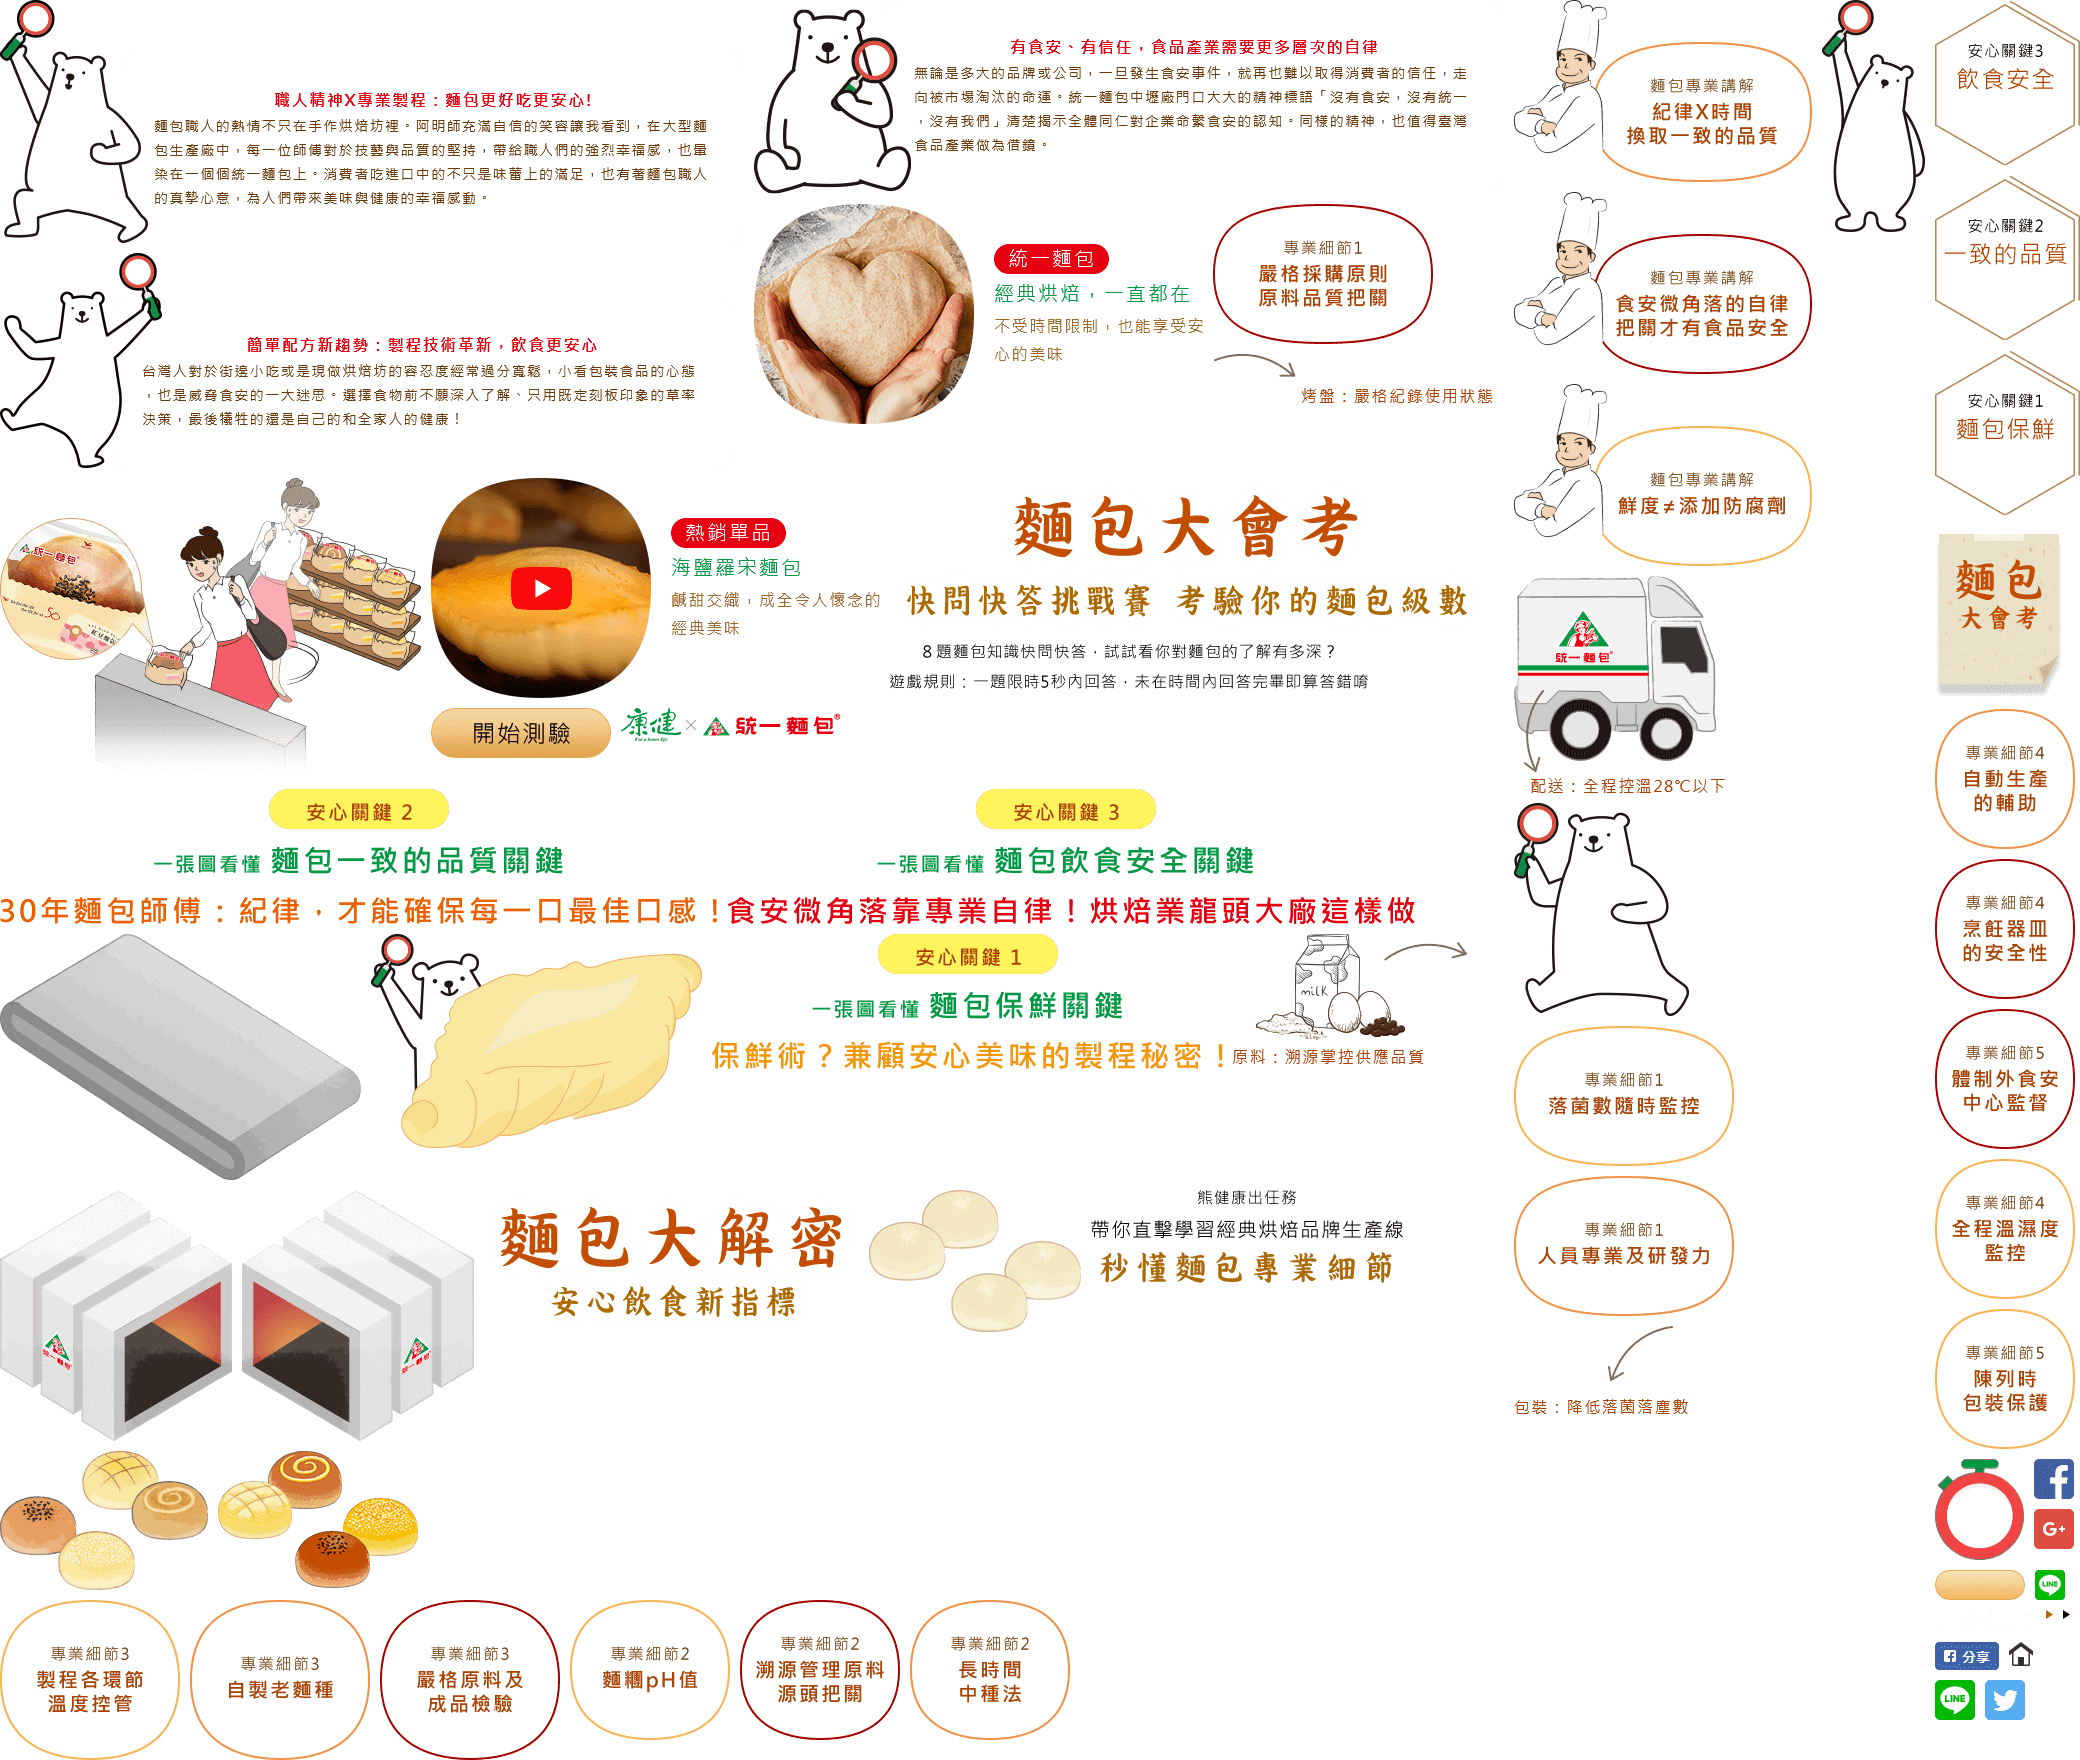 職人精神X專業製程：麵包更好吃更安心!
麵包職人的熱情不只在手作烘焙坊裡。阿明師充滿自信的笑容讓我看到，在大型麵
包生產廠中，每一位師傅對於技藝與品質的堅持，帶給職人們的強烈幸福感，也暈
染在一個個統一麵包上。消費者吃進口中的不只是味蕾上的滿足，也有著麵包職人
的真摯心意，為人們帶來美味與健康的幸福感動。
有食安、有信任，食品產業需要更多層次的自律
無論是多大的品牌或公司，一旦發生食安事件，就再也難以取得消費者的信任，走
向被市場淘汰的命運。統一麵包中壢廠門口大大的精神標語「沒有食安，沒有統一
，沒有我們」清楚揭示全體同仁對企業命繫食安的認知。同樣的精神，也值得臺灣
食品產業做為借鏡。
麵包專業講解
紀律X時間
換取一致的品質
安心關鍵3
飲食安全
簡單配方新趨勢：製程技術革新，飲食更安心
台灣人對於街邊小吃或是現做烘焙坊的容忍度經常過分寬鬆，小看包裝食品的心態
，也是威脅食安的一大迷思。選擇食物前不願深入了解、只用既定刻板印象的草率
決策，最後犧牲的還是自己的和全家人的健康！
統一麵包
經典烘焙，一直都在
不受時間限制，也能享受安
心的美味
專業細節1
嚴格採購原則
原料品質把關
烤盤：嚴格紀錄使用狀態
麵包專業講解
食安微角落的自律
把關才有食品安全
安心關鍵2
一致的品質
麵包專業講解
鮮度≠添加防腐劑
安心關鍵1
麵包保鮮
統一麵包
熱銷單品
海鹽羅宋麵包
鹹甜交織，成全令人懷念的
經典美味
麵包大會考
快問快答挑戰賽 考驗你的麵包級數
8題麵包知識快問快答．試試看你對麵包的了解有多深？
遊戲規則：一題限時5秒內回答．未在時間內回答完畢即算答錯唷
開始測驗
康健
×
統一麵包
統一麵包
配送：全程控溫28℃以下
麵包
大會考
專業細節4
自動生產
的輔助
安心關鍵 2
一張圖看懂 麵包一致的品質關鍵
30年麵包師傅：紀律，才能確保每一口最佳口感！
安心關鍵 3
一張圖看懂 麵包飲食安全關鍵
食安微角落靠專業自律！烘焙業龍頭大廠這樣做
專業細節4
烹飪器皿
的安全性
安心關鍵 1
一張圖看懂 麵包保鮮關鍵
保鮮術？兼顧安心美味的製程秘密！
milk
原料：溯源掌控供應品質
專業細節1
落菌數隨時監控
專業細節5
體制外食安
中心監督
統一麵包
統一麵包
麵包大解密
安心飲食新指標
熊健康出任務
帶你直擊學習經典烘焙品牌生產線
秒懂麵包專業細節
專業細節1
人員專業及研發力
專業細節4
全程溫濕度
監控
包裝：降低落菌落塵數
專業細節5
陳列時
包裝保護
G+
LINE
分享
LINE
專業細節3
製程各環節
溫度控管
專業細節3
自製老麵種
專業細節3
嚴格原料及
成品檢驗
專業細節2
麵糰pH值
專業細節2
溯源管理原料
源頭把關
專業細節2
長時間
中種法